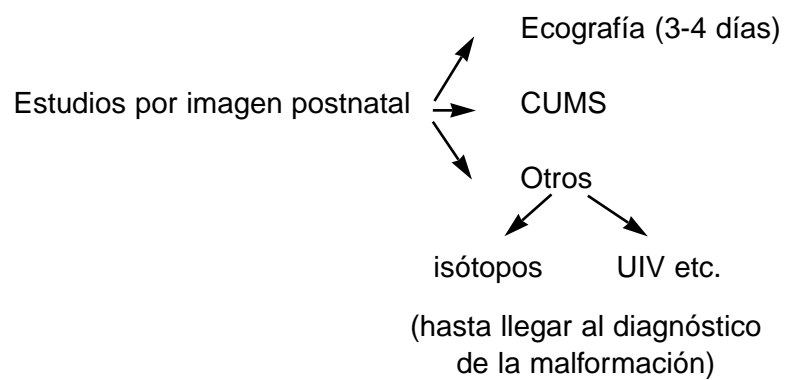 Ecografía (3-4 días)
Estudios por imagen postnatal
CUMS
Otros
isótopos
UIV etc.
(hasta llegar al diagnóstico
de la malformación)